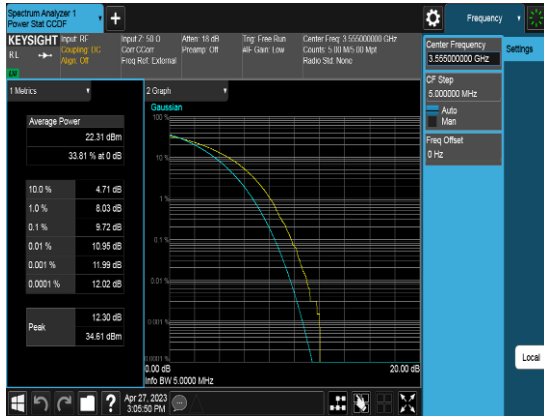 Spectrum Analyzer 1
Power Stat CCDF
+
Frequency
KEYSIGHT
RL
Input: RF
Coupling: DC
Align: Off
Input Z: 50 Ω
Corr CCorr
Freq Ref: External
Atten: 18 dB
Preamp: Off
Trig: Free Run
#IF Gain: Low
Center Freq: 3.555000000 GHz
Counts: 5.00 M/5.00 Mpt
Radio Std: None
Center Frequency
3.555000000 GHz
Settings
CF Step
5.000000 MHz
Auto
Man
Freq Offset
0 Hz
1 Metrics
Average Power
22.31 dBm
33.81 % at 0 dB
10.0 % 4.71 dB
1.0 % 8.03 dB
0.1 % 9.72 dB
0.01 % 10.95 dB
0.001 % 11.99 dB
0.0001 % 12.02 dB
Peak
12.30 dB
34.61 dBm
2 Graph
Gaussian
100 %
10 %
1 %
0.1 %
0.01 %
0.001 %
0.0001 %
0.00 dB 20.00 dB
Info BW 5.0000 MHz
Local
?
Apr 27, 2023
3:05:50 PM